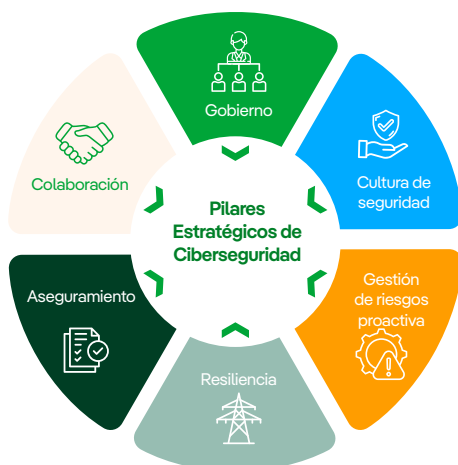 Gobierno
Cultura de
seguridad
Gestión
de riesgos
proactiva
Resiliencia
Aseguramiento
Colaboración
Pilares
Estratégicos de
Ciberseguridad